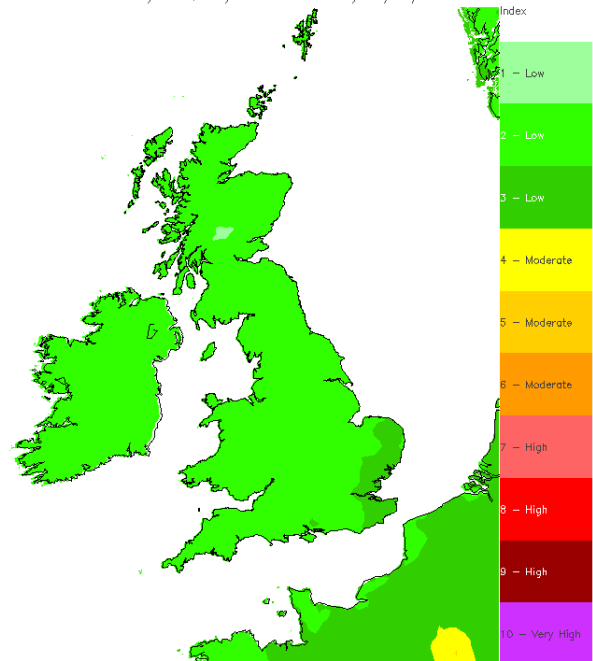 Index
1 - Low
2 - Low
3 - Low
4 - Moderate
5 - Moderate
6 - Moderate
7 - High
8 - High
9 - High
10 - Very High